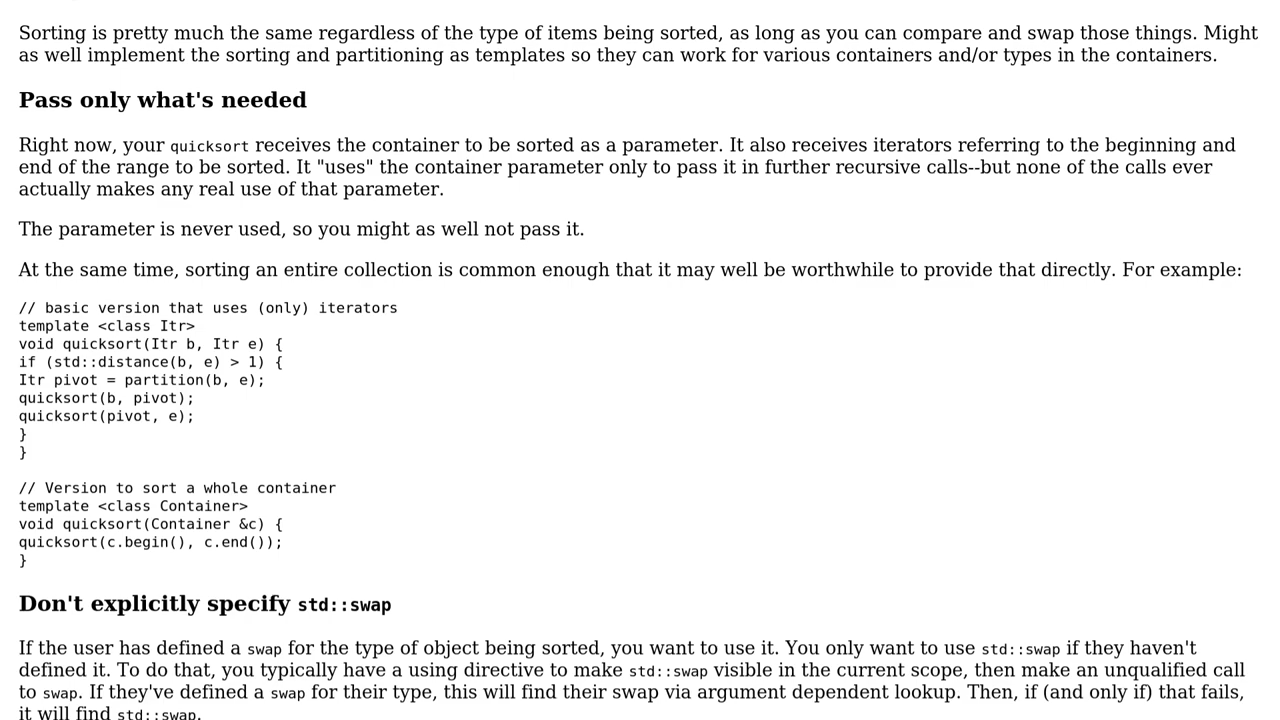 Sorting is pretty much the same regardless of the type of items being sorted, as long as you can compare and swap those things. Might
as well implement the sorting and partitioning as templates so they can work for various containers and/or types in the containers.
Pass only what's needed
Right now, your quicksort receives the container to be sorted as a parameter. It also receives iterators referring to the beginning and
end of the range to be sorted. It "uses" the container parameter only to pass it in further recursive calls--but none of the calls ever
actually makes any real use of that parameter.
The parameter is never used, so you might as well not pass it.
At the same time, sorting an entire collection is common enough that it may well be worthwhile to provide that directly. For example:
// basic version that uses (only) iterators
template <class Itr>
void quicksort(Itr b, Itr e) {
if (std::distance(b, e) > 1) {
Itr pivot = partition(b, e);
quicksort(b, pivot);
quicksort(pivot, e);
}
}
// Version to sort a whole container
template <class Container>
void quicksort(Container &c) {
quicksort(c.begin(), c.end());
}
Don't explicitly specify std::swap
If the user has defined a swap for the type of object being sorted, you want to use it. You only want to use std::swap if they haven't
defined it. To do that, you typically have a using directive to make std::swap visible in the current scope, then make an unqualified call
to swap. If they've defined a swap for their type, this will find their swap via argument dependent lookup. Then, if (and only if) that fails,
it will find std::swap.